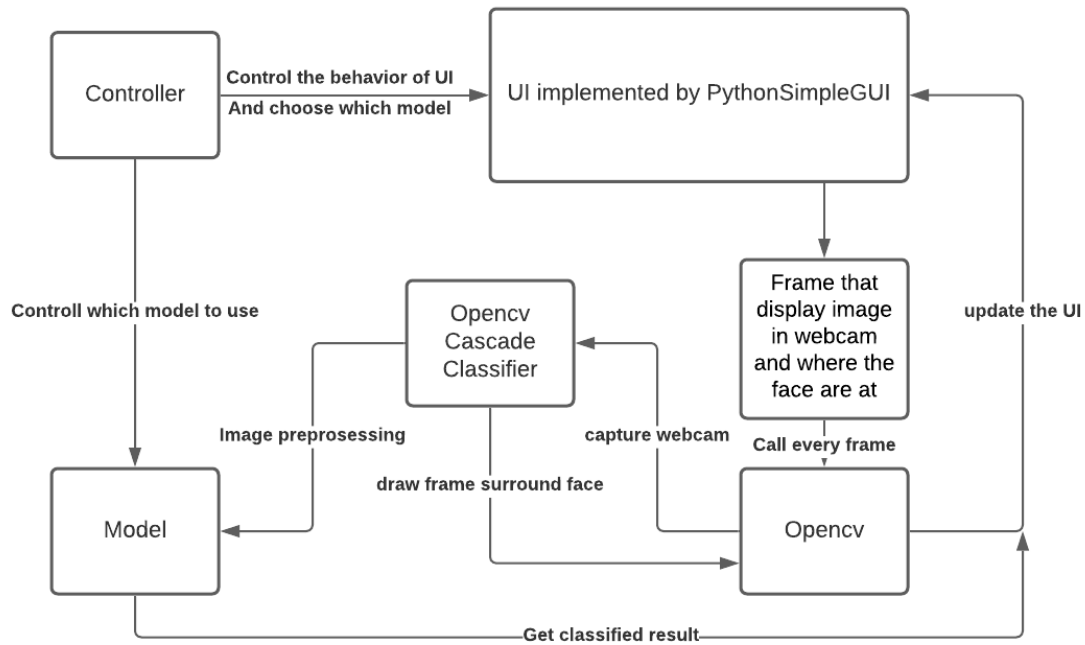 Controller
Control the behavior of UI
And choose which model
UI implemented by PythonSimpleGUI
Controll which model to use
Opencv
Cascade
Classifier
Frame that
display image
in webcam
and where the
face are at
update the UI
Image preprosessing
capture webcam
Call every frame
draw frame surround face
Model
Opencv
Get classified result